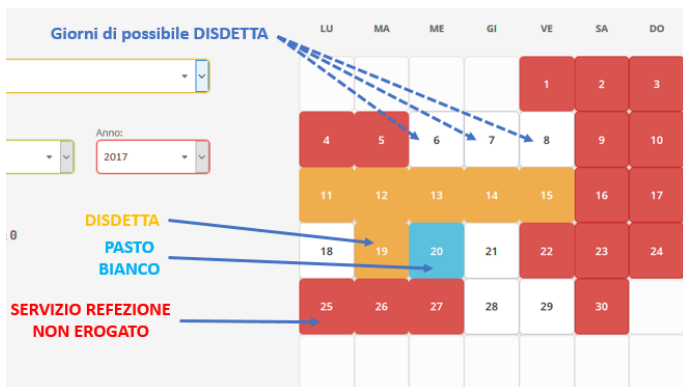 Giorni di possibile DISDETTA
LU MA ME GI VE SA DO
1 2 3
Anno:
2017
4 5 6 7 8 9 10
11 12 13 14 15 16 17
DISDETTA
0
PASTO
BIANCO
18 19 20 21 22 23 24
SERVIZIO REFEZIONE
NON EROGATO
25 26 27 28 29 30